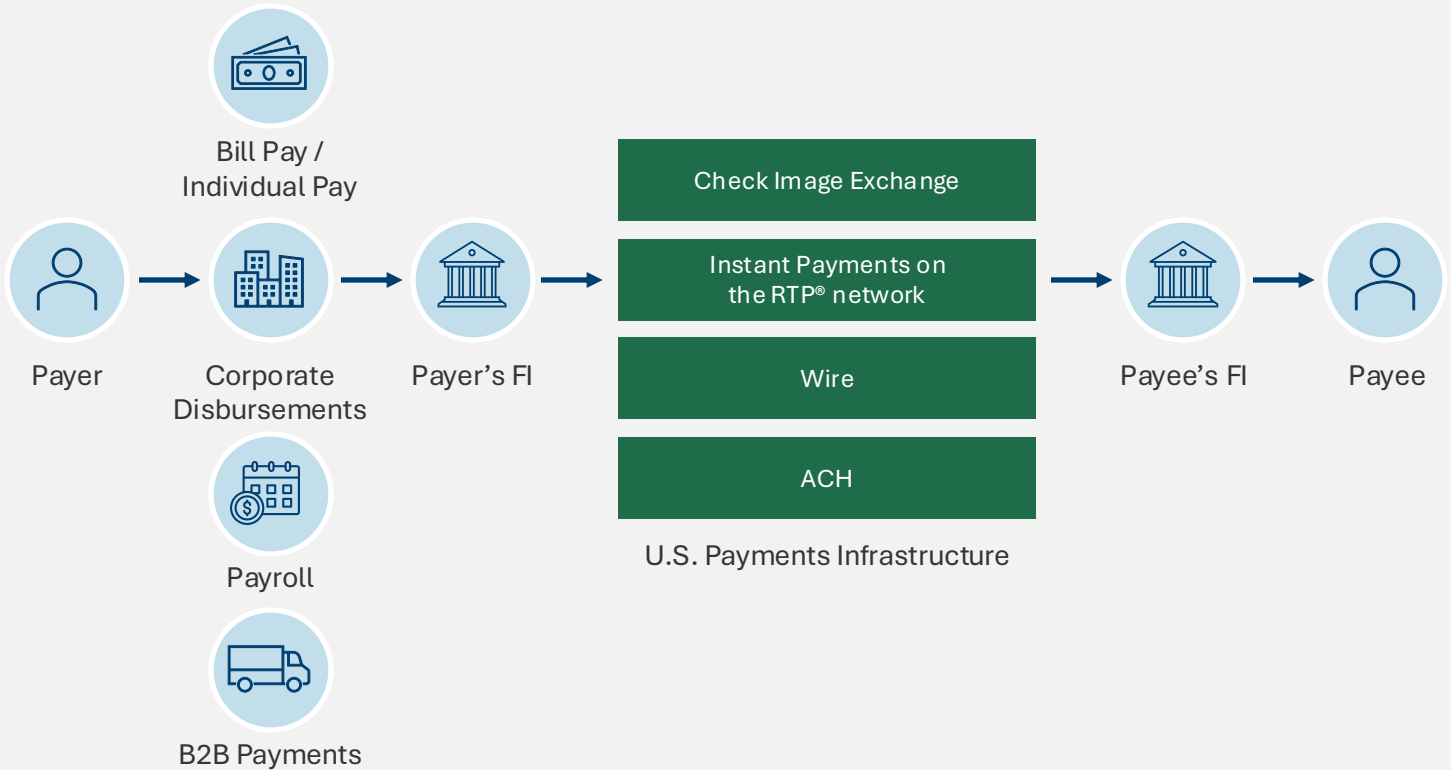 Bill Pay /
Individual Pay
Check Image Exchange
Instant Payments on
the RTP® network
Payer
Corporate
Disbursements
Payer’s FI
Wire
Payee’s FI
Payee
$
Payroll
ACH
U.S. Payments Infrastructure
B2B Payments